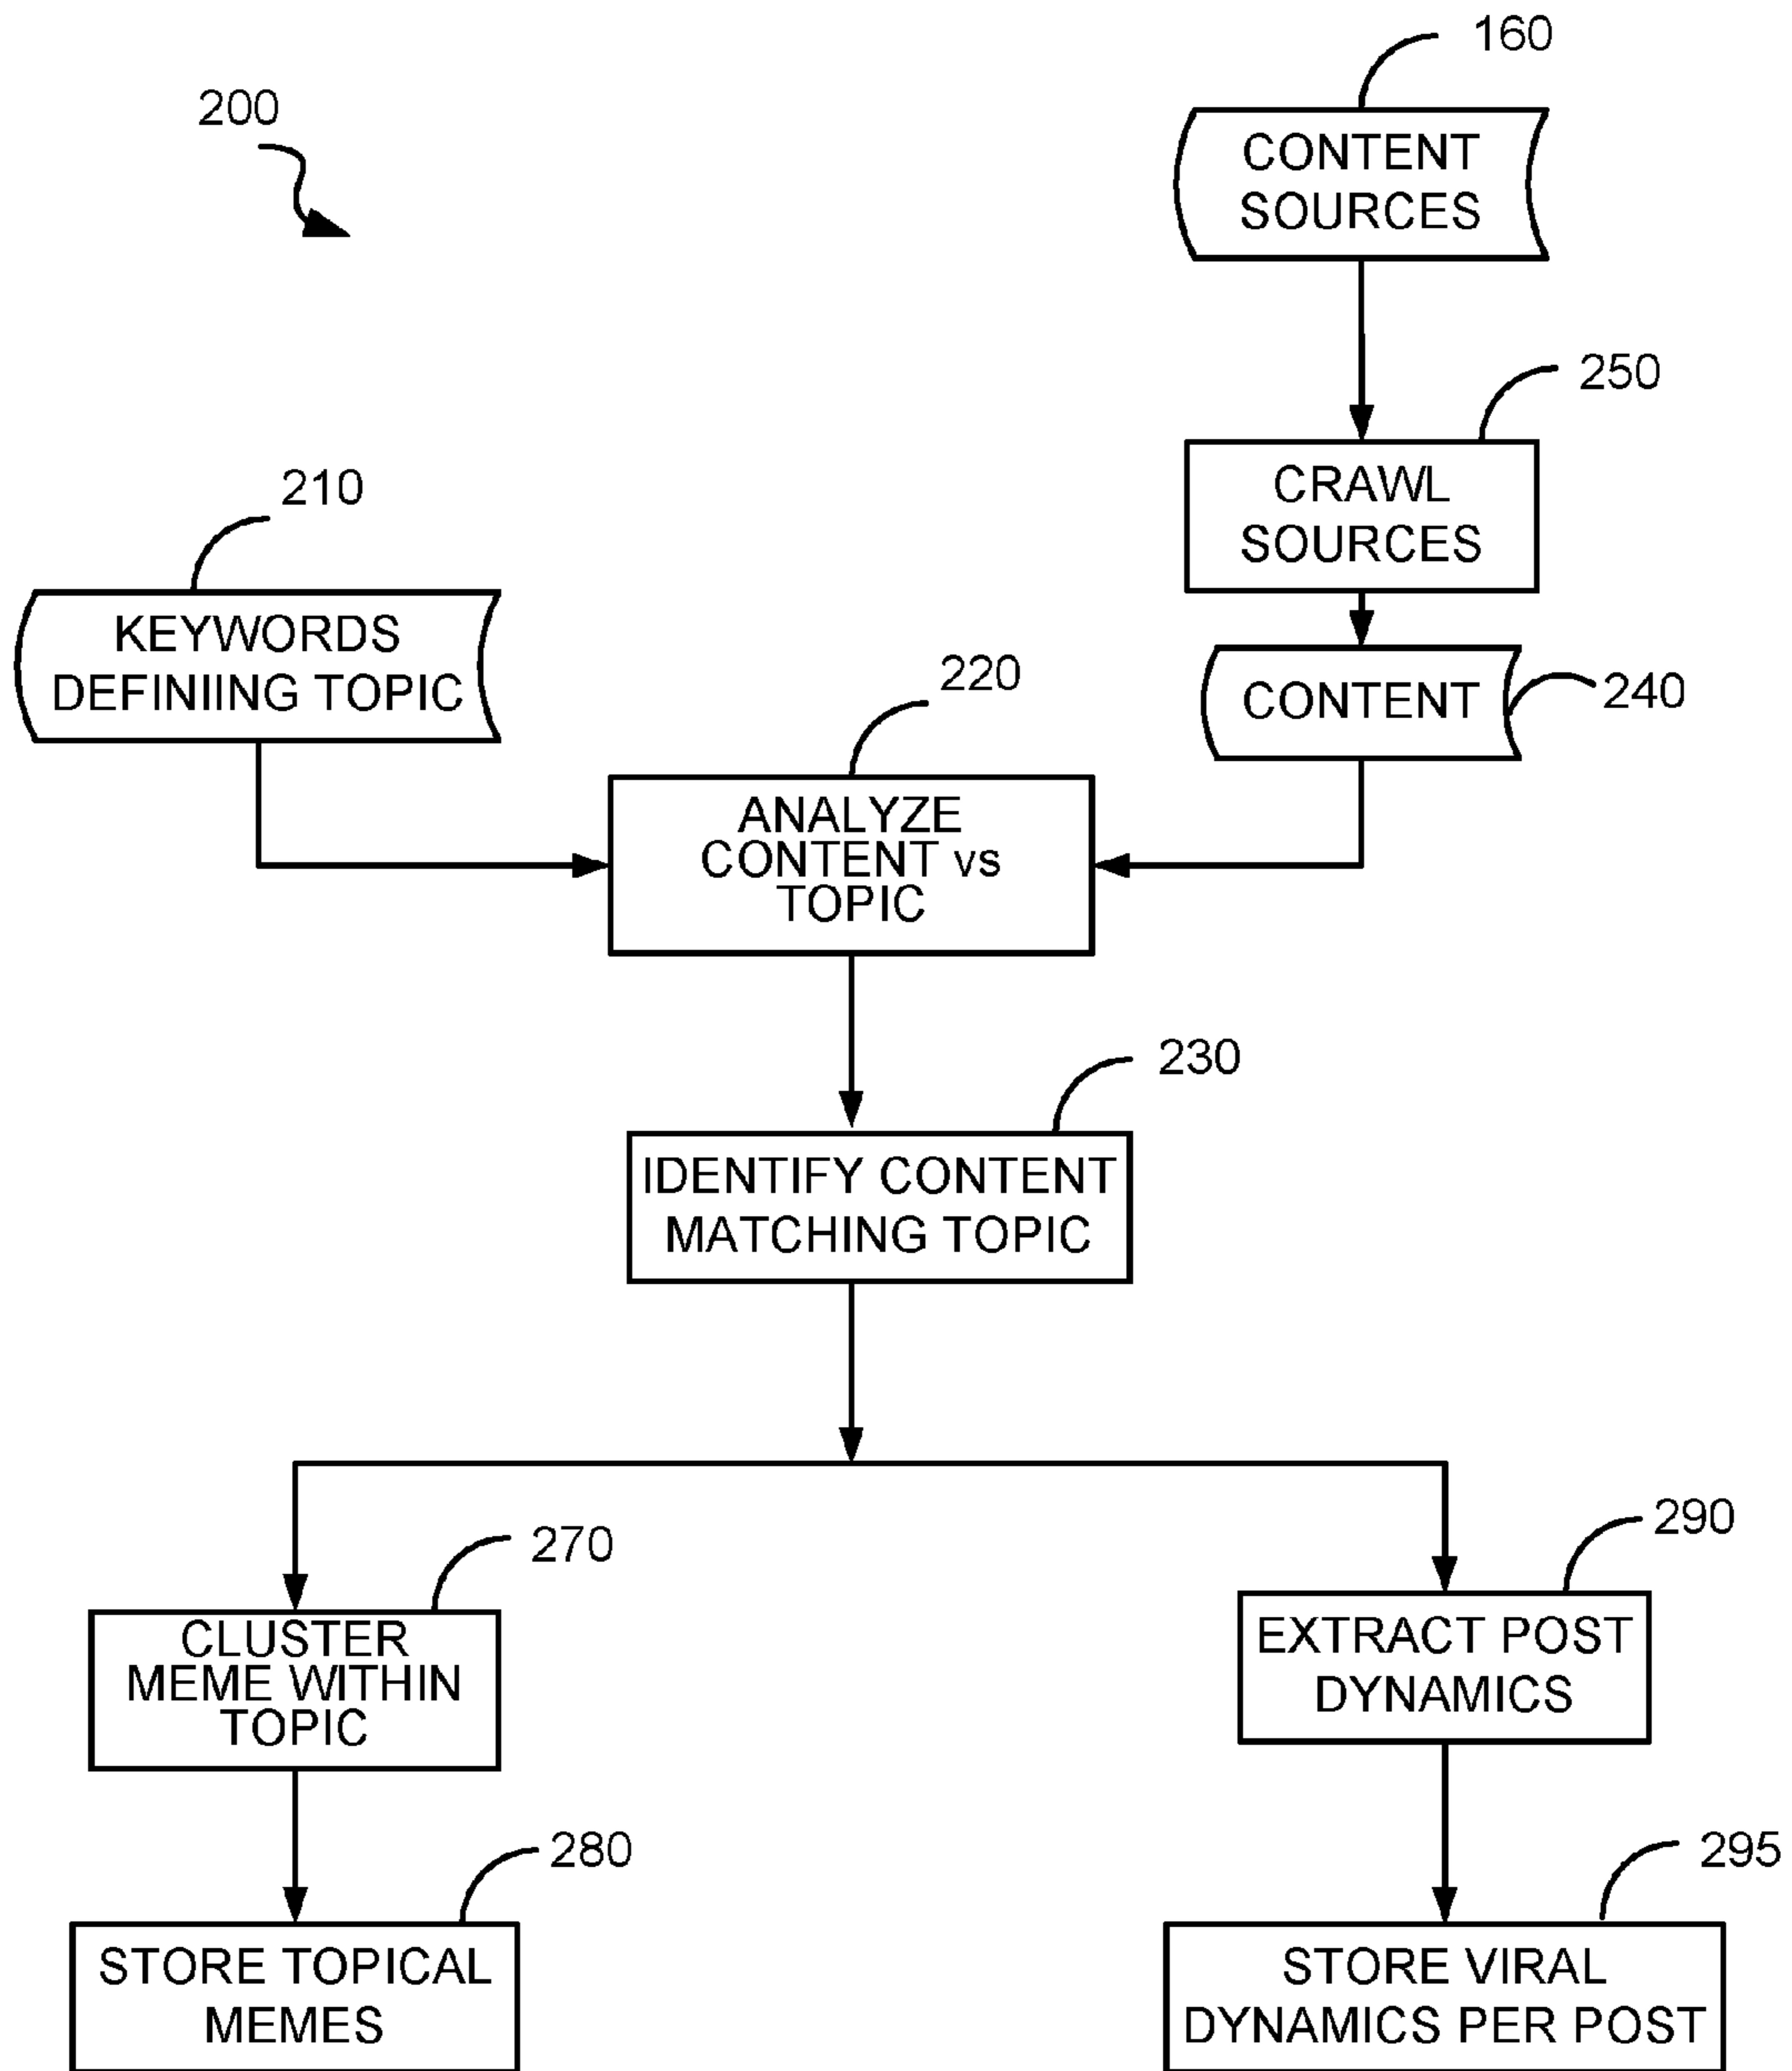 160
200
CONTENT
SOURCES
250
CRAWL
SOURCES
210
KEYWORDS
DEFINIING TOPIC
220
CONTENT
240
ANALYZE
CONTENT vs
TOPIC
230
IDENTIFY CONTENT
MATCHING TOPIC
270
290
CLUSTER
MEME WITHIN
TOPIC
EXTRACT POST
DYNAMICS
280
295
STORE TOPICAL
MEMES
STORE VIRAL
DYNAMICS PER POST